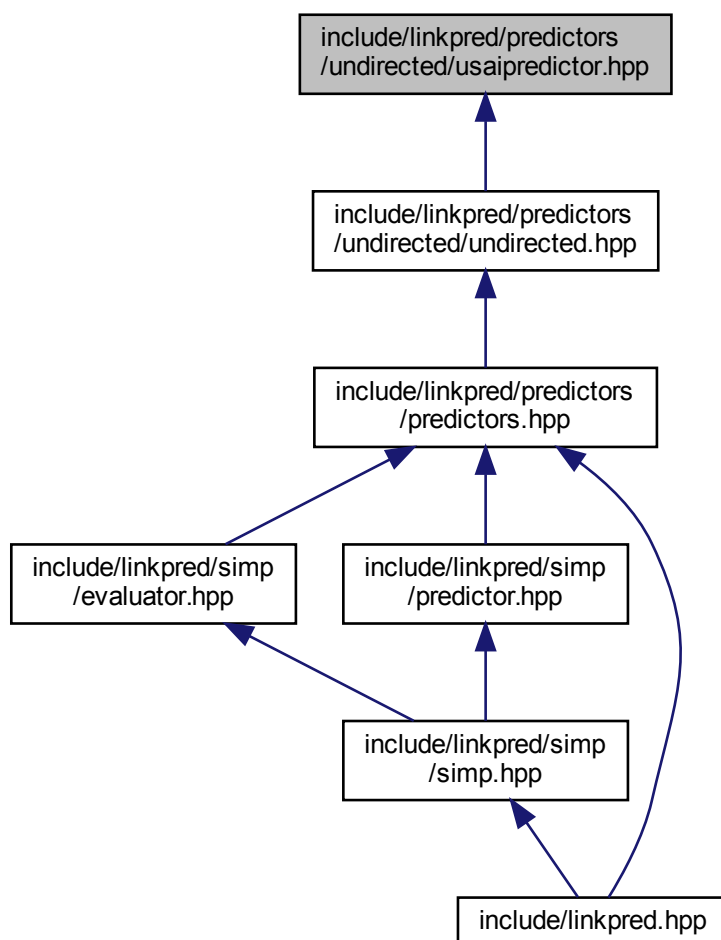 include/linkpred/predictors
/undirected/usaipredictor.hpp
include/linkpred/predictors
/undirected/undirected.hpp
include/linkpred/predictors
/predictors.hpp
include/linkpred/simp
/evaluator.hpp
include/linkpred/simp
/predictor.hpp
include/linkpred/simp
/simp.hpp
include/linkpred.hpp